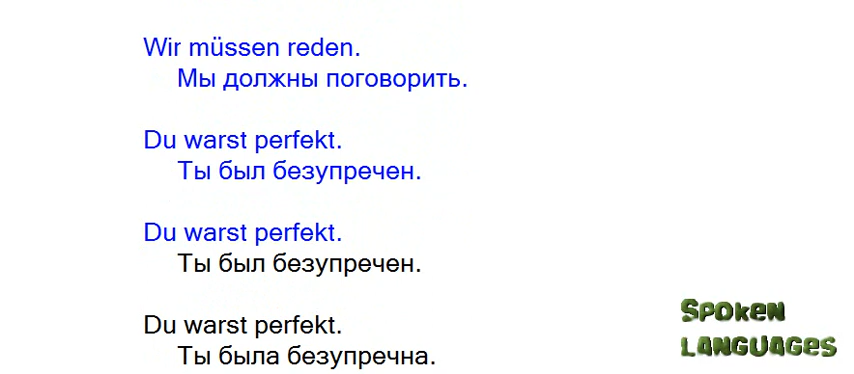 Wir müssen reden.
Мы должны поговорить.
Du warst perfekt.
Ты был безупречен.
Du warst perfekt.
Ты был безупречен.
Du warst perfekt.
Ты была безупречна.
Spoken
Languages